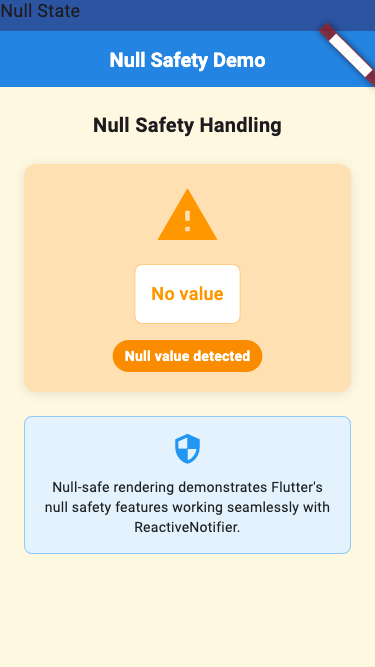 Null State
Null Safety Demo
Null Safety Handling
No value
Null value detected
Null-safe rendering demonstrates Flutter's
null safety features working seamlessly with
ReactiveNotifier.